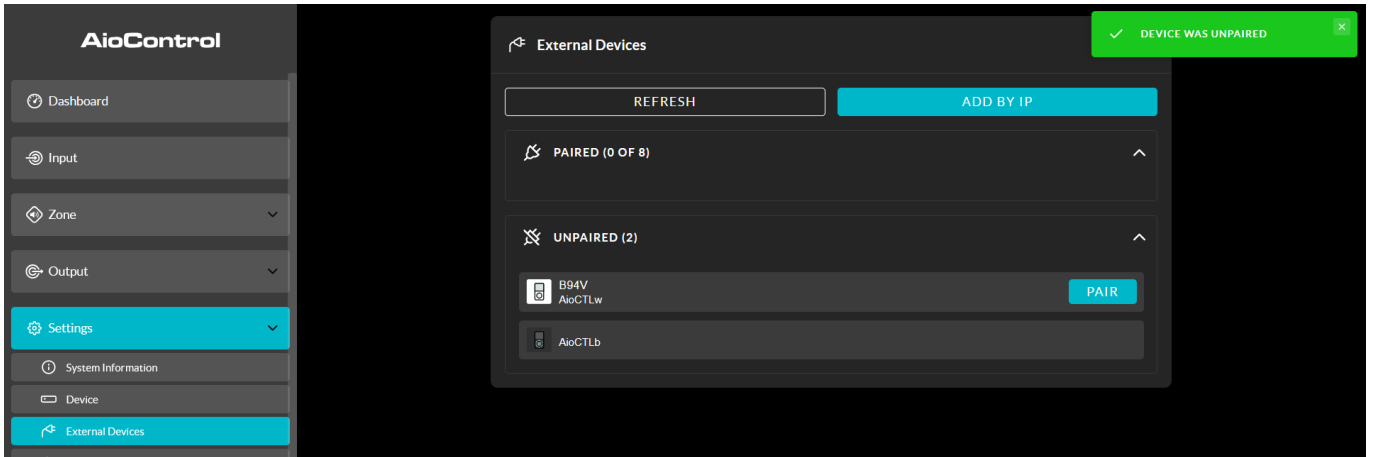 AioControl
Dashboard
Input
Zone
Output
Settings
System Information
Device
External Devices
External Devices
DEVICE WAS UNPAIRED
REFRESH
ADD BY IP
PAIRED (0 OF 8)
UNPAIRED (2)
B94V
AioCTLw
PAIR
AioCTLb